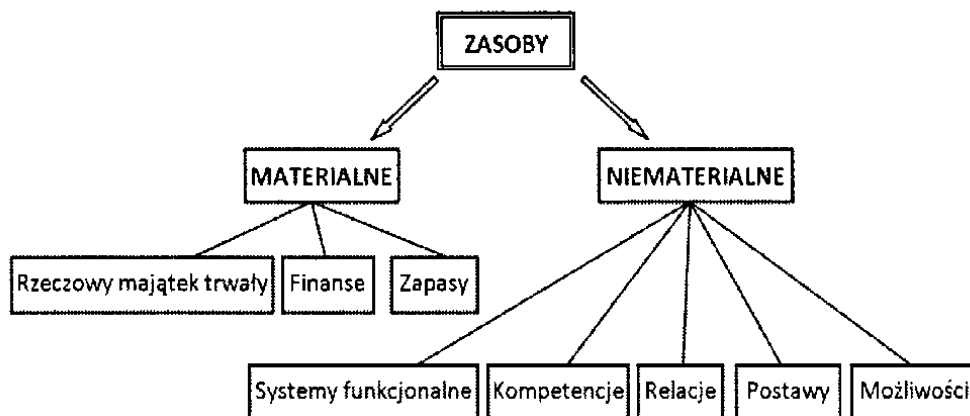 ZASOBY
MATERIALNE
NIEMATERIALNE
Rzeczowy majątek trwały
Finanse
Zapasy
Systemy funkcjonalne
Kompetencje
Relacje
Postawy
Możliwości